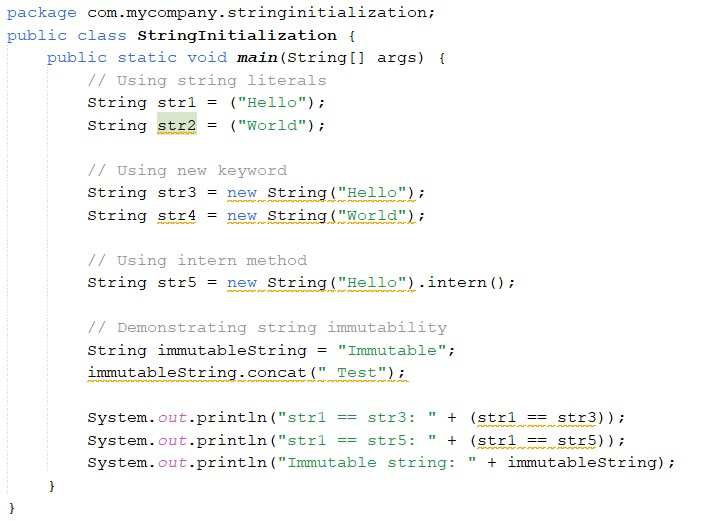 package com.mycompany.stringinitialization;
public class StringInitialization {
    public static void main(String[] args) {
        // Using string literals
        String str1 = ("Hello");
        String str2 = ("World");

        // Using new keyword
        String str3 = new String("Hello");
        String str4 = new String("World");

        // Using intern method
        String str5 = new String("Hello").intern();

        // Demonstrating string immutability
        String immutableString = "Immutable";
        immutableString.concat(" Test");

        System.out.println("str1 == str3: " + (str1 == str3));
        System.out.println("str1 == str5: " + (str1 == str5));
        System.out.println("Immutable string: " + immutableString);
    }
}